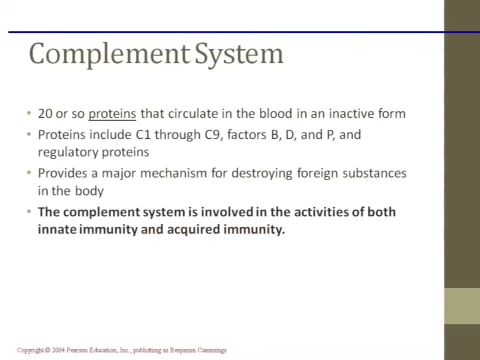 Complement System
• 20 or so proteins that circulate in the blood in an inactive form
• Proteins include C1 through C9, factors B, D, and P, and
regulatory proteins
• Provides a major mechanism for destroying foreign substances
in the body
• The complement system is involved in the activities of both
innate immunity and acquired immunity.
Copyright © 2004 Pearson Education, Inc., publishing as Benjamin Cummings